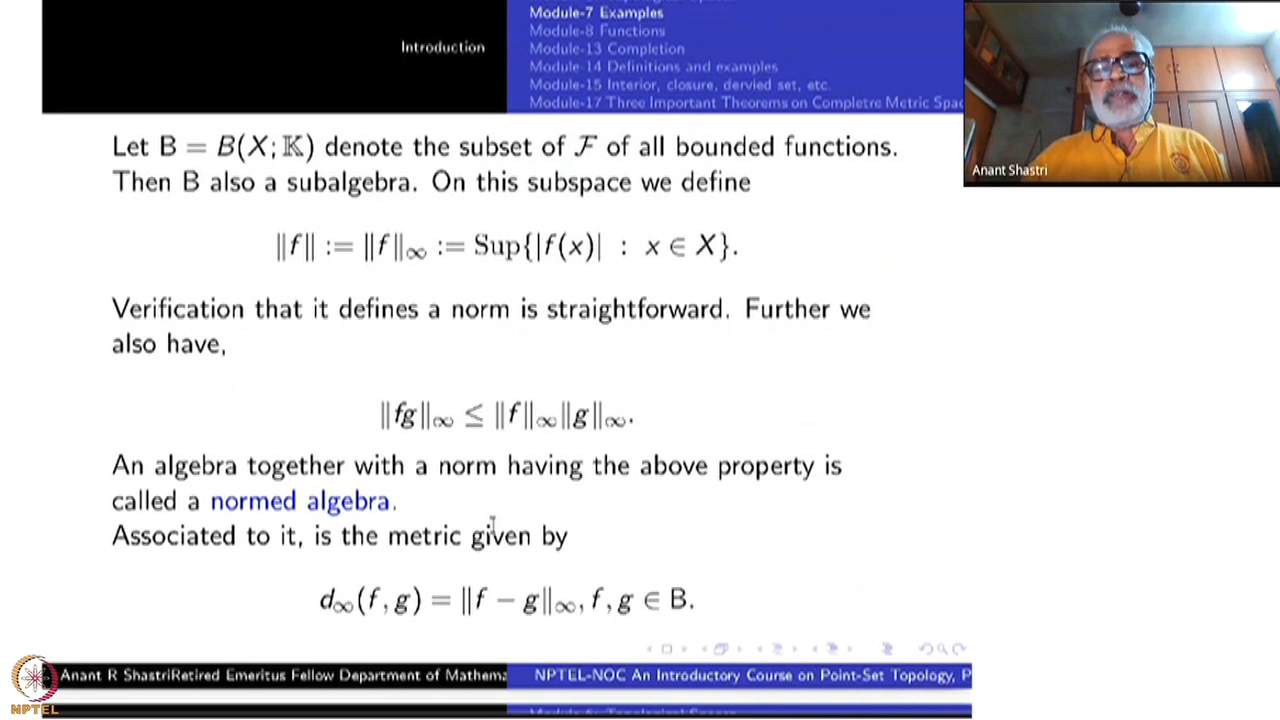 Introduction
Module-7 Examples
Module-8 Functions
Module-13 Completion
Module-14 Definitions and examples
Module-15 Interior, closure, dervied set, etc.
Module-17 Three Important Theorems on Completre Metric Spac
Anant Shastri
Let B = B(X; 𝕂) denote the subset of ℱ of all bounded functions.
Then B also a subalgebra. On this subspace we define
‖f‖ := ‖f‖∞ := Sup{|f(x)| : x ∈ X}.
Verification that it defines a norm is straightforward. Further we
also have,
‖fg‖∞ ≤ ‖f‖∞‖g‖∞.
An algebra together with a norm having the above property is
called a normed algebra.
Associated to it, is the metric given by
d∞(f, g) = ‖f − g‖∞, f, g ∈ B.
Anant R ShastriRetired Emeritus Fellow Department of Mathema
NPTEL-NOC An Introductory Course on Point-Set Topology, P
NPTEL